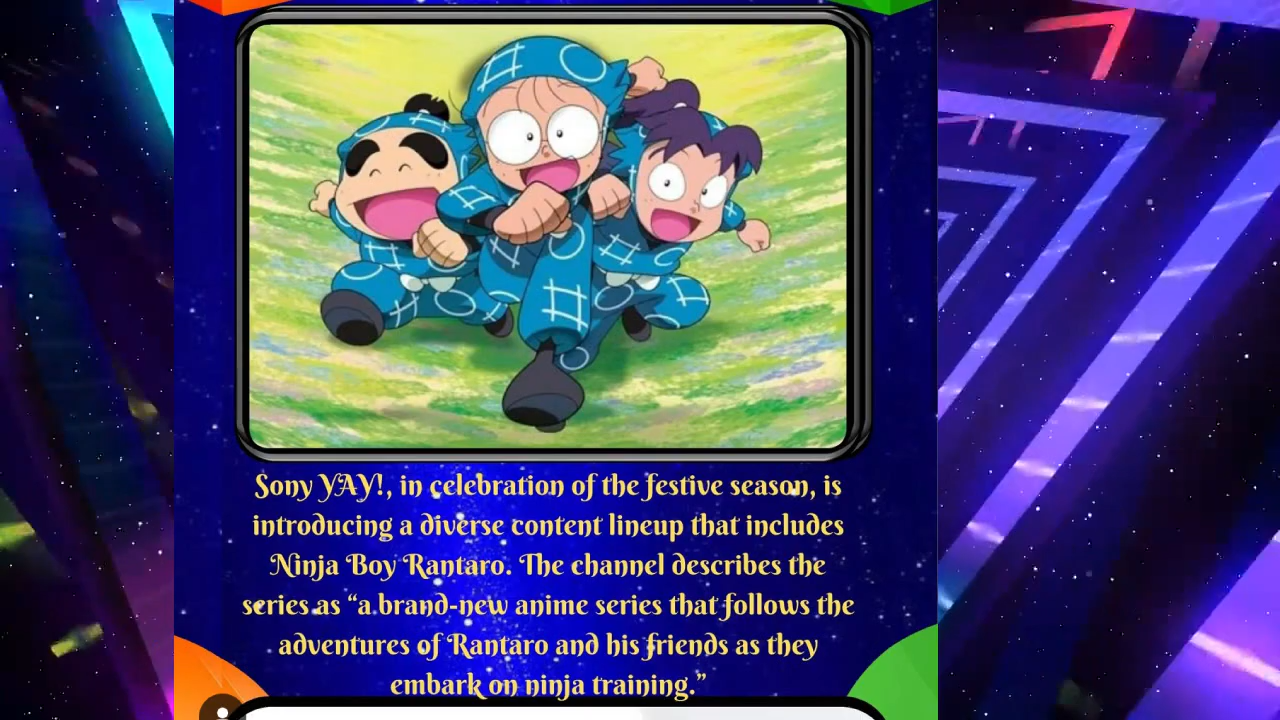 Sony YAY!, in celebration of the festive season, is
introducing a diverse content lineup that includes
Ninja Boy Rantaro. The channel describes the
series as “a brand-new anime series that follows the
adventures of Rantaro and his friends as they
embark on ninja training.”